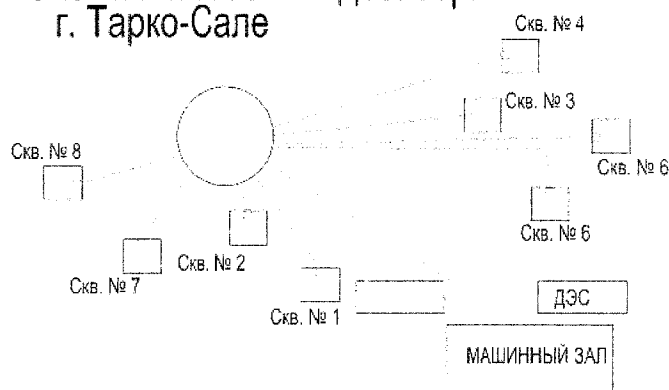 г. Тарко-Сале
Скв. № 4
Скв. № 3
Скв. № 8
Скв. № 6
Скв. № 6
Скв. № 2
Скв. № 7
Скв. № 1
ДЭС
МАШИННЫЙ ЗАЛ